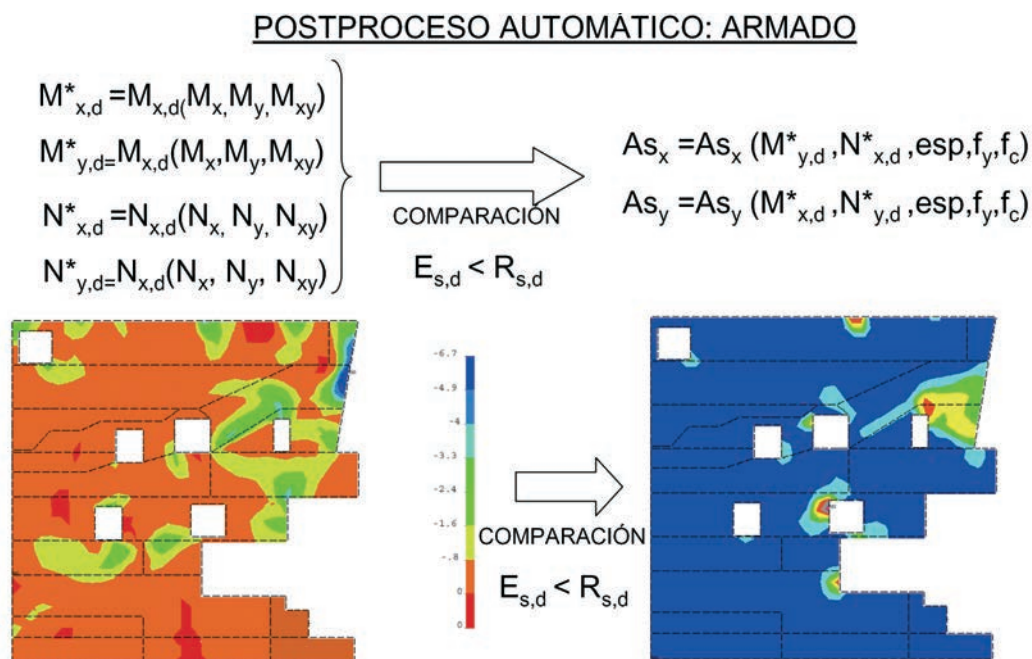 POSTPROCESO AUTOMÁTICO: ARMADO
M*x,d =Mx,d(Mx,My,Mxy)
M*y,d=Mx,d(Mx,My,Mxy)
N*x,d =Nx,d(Nx, Ny, Nxy)
N*y,d=Nx,d(Nx, Ny, Nxy)
COMPARACIÓN
Es,d < Rs,d
Asx =Asx (M*y,d ,N*x,d ,esp,fy,fc)
Asy =Asy (M*x,d ,N*y,d ,esp,fy,fc)
-6.7
-4.9
-4
-3.3
-2.4
-1.6
-.8
0
0
COMPARACIÓN
Es,d < Rs,d